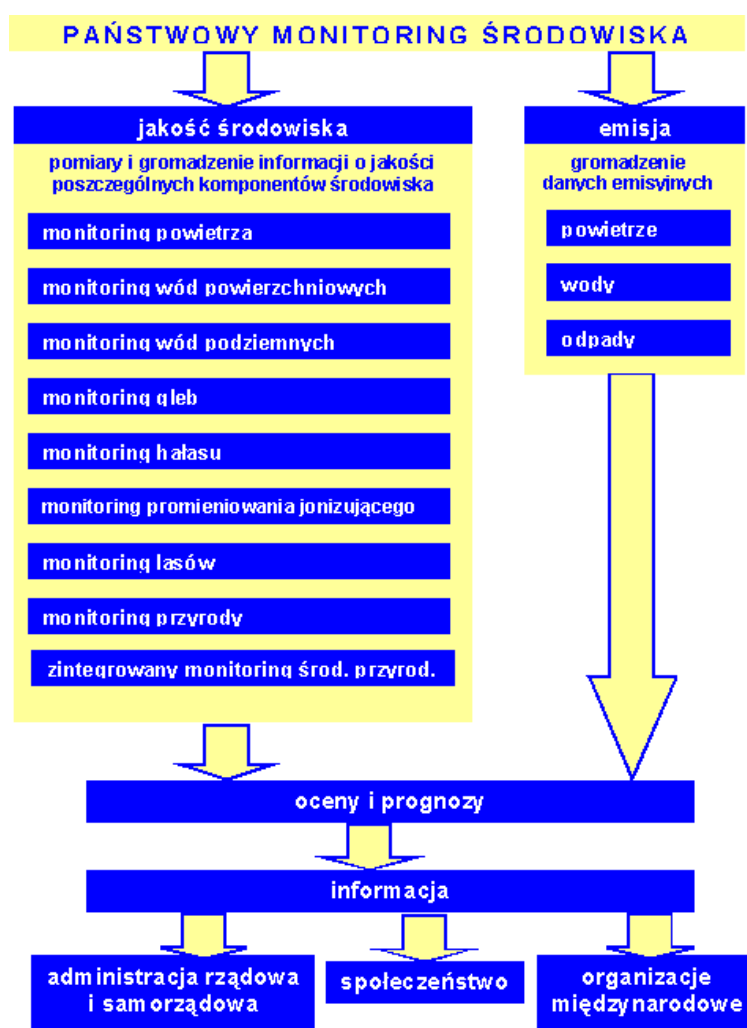 PAŃSTWOWY MONITORING ŚRODOWISKA
jakość środowiska
pomiary i gromadzenie informacji o jakości
poszczególnych komponentów środowiska
monitoring powietrza
monitoring wód powierzchniowych
monitoring wód podziemnych
monitoring gleb
monitoring hałasu
monitoring promieniowania jonizującego
monitoring lasów
monitoring przyrody
zintegrowany monitoring środ. przyrod.
emisja
gromadzenie
danych emisyjnych
powietrze
wody
odpady
oceny i prognozy
informacja
administracja rządowa
i samorządowa
społeczeństwo
organizacje
międzynarodowe